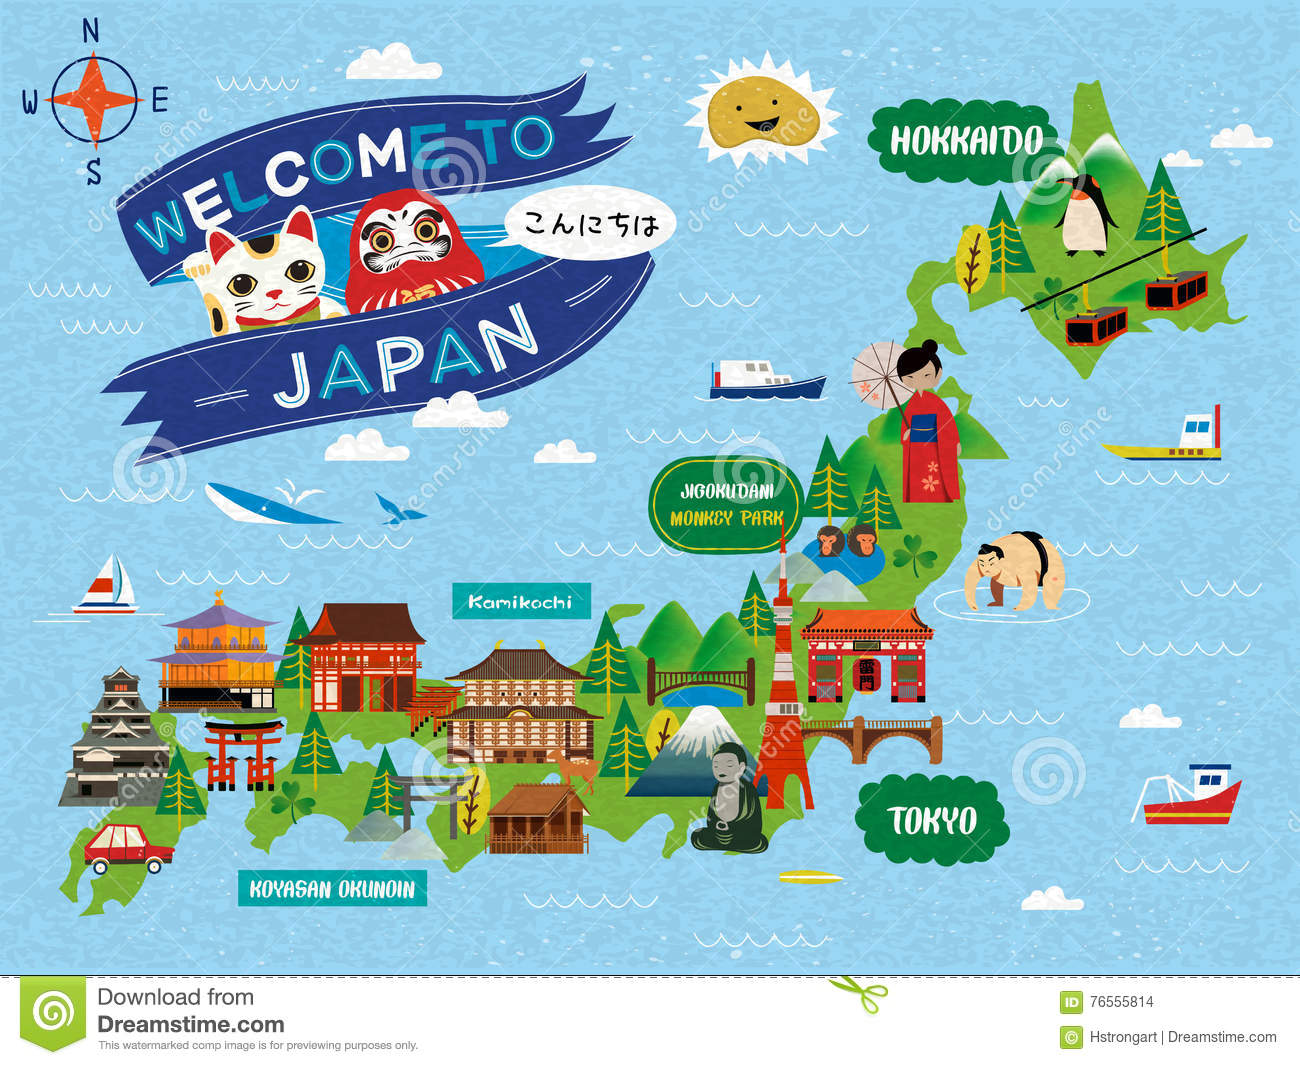 N
W E
S
WELCOME TO
こんにちは
JAPAN
HOKKAIDO
JIGOKUDANI
MONKEY PARK
Kamikochi
雷門
TOKYO
KOYASAN OKUNOIN
dreamstime
Download from
Dreamstime.com
This watermarked comp image is for previewing purposes only.
ID 76555814
© Hstrongart | Dreamstime.com